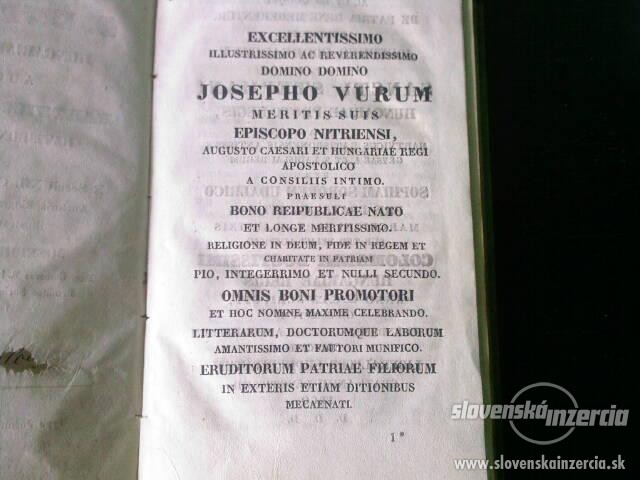 EXCELLENTISSIMO
ILLUSTRISSIMO AC REVERENDISSIMO
DOMINO DOMINO
JOSEPHO VURUM
MERITIS SUIS
EPISCOPO NITRIENSI,
AUGUSTO CAESARI ET HUNGARIAE REGI
APOSTOLICO
A CONSILIIS INTIMO.
PRAESULI
BONO REIPUBLICAE NATO
ET LONGE MERITISSIMO.
RELIGIONE IN DEUM, FIDE IN REGEM ET
CHARITATE IN PATRIAM
PIO, INTEGERRIMO ET NULLI SECUNDO.
OMNIS BONI PROMOTORI
ET HOC NOMINE MAXIME CELEBRANDO.
LITTERARUM, DOCTORUMQUE LABORUM
AMANTISSIMO ET FAUTORI MUNIFICO.
ERUDITORUM PATRIAE FILIORUM
IN EXTERIS ETIAM DITIONIBUS
MECAENATI.
1*
slovenskáinzercia
www.slovenskainzercia.sk